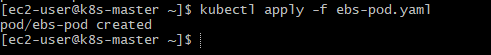 [ec2-user@k8s-master ~]$ kubectl apply -f ebs-pod.yaml
pod/ebs-pod created
[ec2-user@k8s-master ~]$